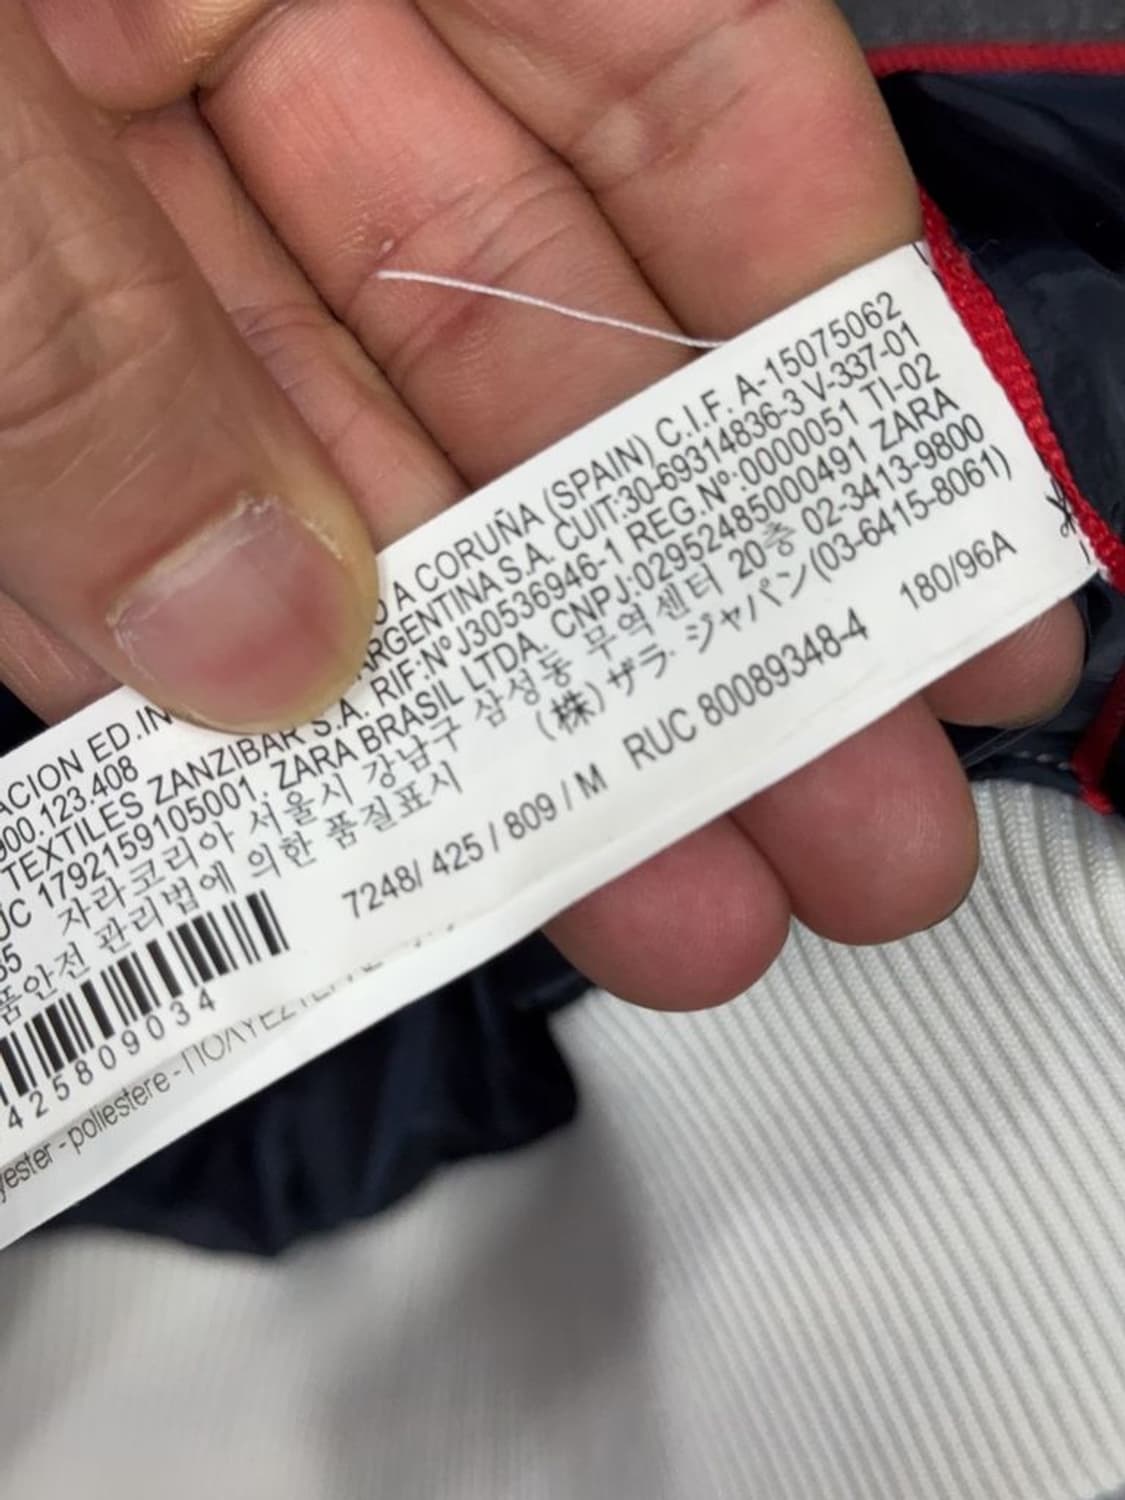 ACION ED.IN
O A CORUÑA (SPAIN) C.I.F. A-15075062
900.123.408
ARGENTINA S.A. CUIT:30-69314836-3 V-337-01
TEXTILES ZANZIBAR S.A. RIF:Nº J30536946-1 REG.Nº:0000051 TI-02
UC 1792159105001. ZARA BRASIL LTDA. CNPJ:02952485000491 ZARA
55 자라코리아 서울시 강남구 삼성동 무역센터 20층 02-3413-9800
품안전 관리법에 의한 품질표시 (株) ザラ・ジャパン(03-6415-8061)
7248/ 425 / 809 / M RUC 80089348-4 180/96A
425809034
yester - poliestere - ΠΟΛΥΕΣΤΕΡ